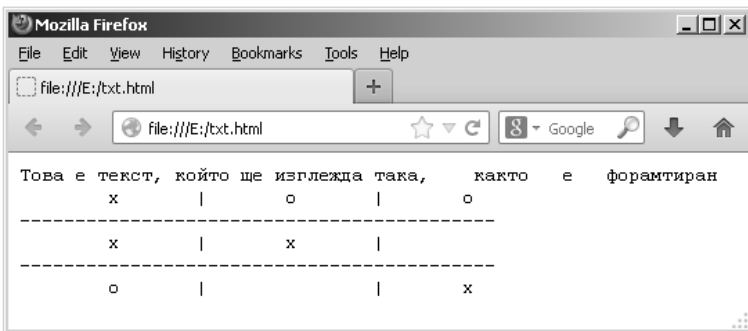 Mozilla Firefox
File Edit View History Bookmarks Tools Help
file:///E:/txt.html +
file:///E:/txt.html 8 Google
Това е текст, който ще изглежда така,   както   е   форамтиран
      x      |      o      |      o
-------------------------------------
      x      |      x      |
-------------------------------------
      o      |             |      x